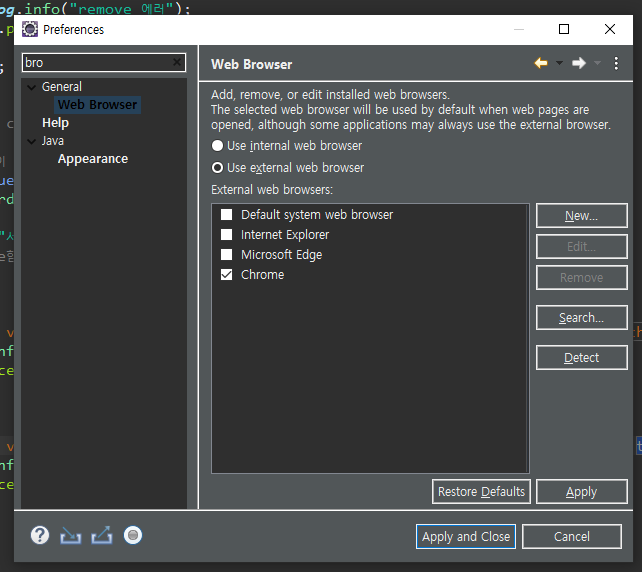 og.info("remove 에러");
Preferences
bro
General
Web Browser
Help
Java
Appearance
Web Browser
Add, remove, or edit installed web browsers.
The selected web browser will be used by default when web pages are
opened, although some applications may always use the external browser.
Use internal web browser
Use external web browser
External web browsers:
Default system web browser
Internet Explorer
Microsoft Edge
Chrome
New...
Edit...
Remove
Search...
Detect
Restore Defaults
Apply
Apply and Close
Cancel